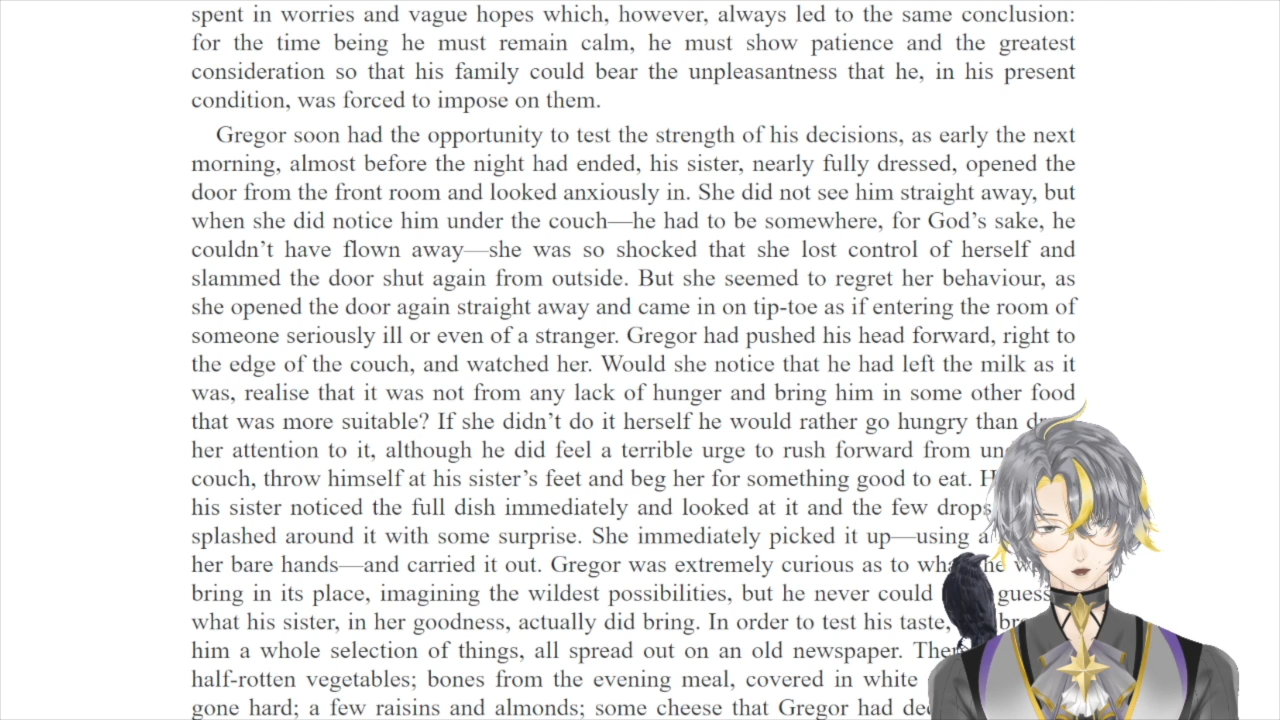 spent in worries and vague hopes which, however, always led to the same conclusion:
for the time being he must remain calm, he must show patience and the greatest
consideration so that his family could bear the unpleasantness that he, in his present
condition, was forced to impose on them.
Gregor soon had the opportunity to test the strength of his decisions, as early the next
morning, almost before the night had ended, his sister, nearly fully dressed, opened the
door from the front room and looked anxiously in. She did not see him straight away, but
when she did notice him under the couch—he had to be somewhere, for God’s sake, he
couldn’t have flown away—she was so shocked that she lost control of herself and
slammed the door shut again from outside. But she seemed to regret her behaviour, as
she opened the door again straight away and came in on tip-toe as if entering the room of
someone seriously ill or even of a stranger. Gregor had pushed his head forward, right to
the edge of the couch, and watched her. Would she notice that he had left the milk as it
was, realise that it was not from any lack of hunger and bring him in some other food
that was more suitable? If she didn’t do it herself he would rather go hungry than
her attention to it, although he did feel a terrible urge to rush forward from
couch, throw himself at his sister’s feet and beg her for something good to eat.
his sister noticed the full dish immediately and looked at it and the few drops
splashed around it with some surprise. She immediately picked it up—using
her bare hands—and carried it out. Gregor was extremely curious as to
bring in its place, imagining the wildest possibilities, but he never could guess
what his sister, in her goodness, actually did bring. In order to test his taste,
him a whole selection of things, all spread out on an old newspaper.
half-rotten vegetables; bones from the evening meal, covered in white
gone hard; a few raisins and almonds; some cheese that Gregor had